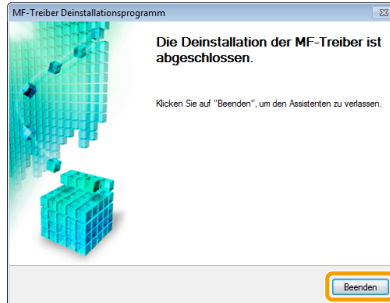 MF-Treiber Deinstallationsprogramm
Die Deinstallation der MF-Treiber ist
abgeschlossen.
Klicken Sie auf "Beenden", um den Assistenten zu verlassen.
Beenden